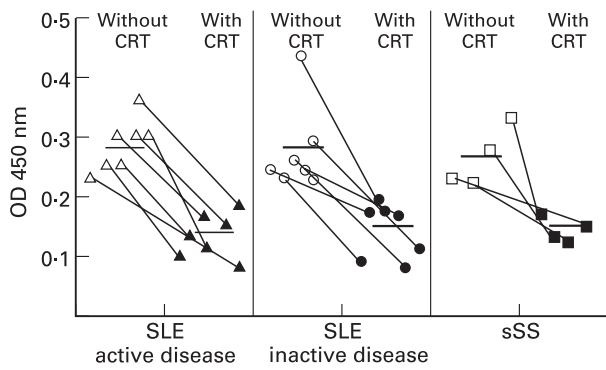 0·5
0·4
0·3
0·2
0·1
OD 450 nm
Without
CRT
With
CRT
Without
CRT
With
CRT
Without
CRT
With
CRT
SLE
active disease
SLE
inactive disease
sSS